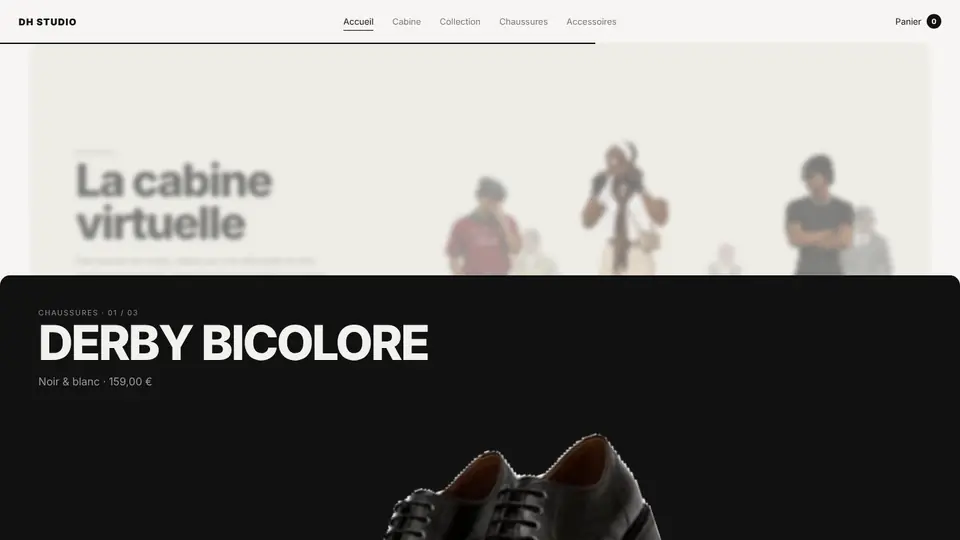 DH STUDIO
Accueil
Cabine
Collection
Chaussures
Accessoires
Panier 0
La cabine
virtuelle
CHAUSSURES · 01 / 03
DERBY BICOLORE
Noir & blanc · 159,00 €